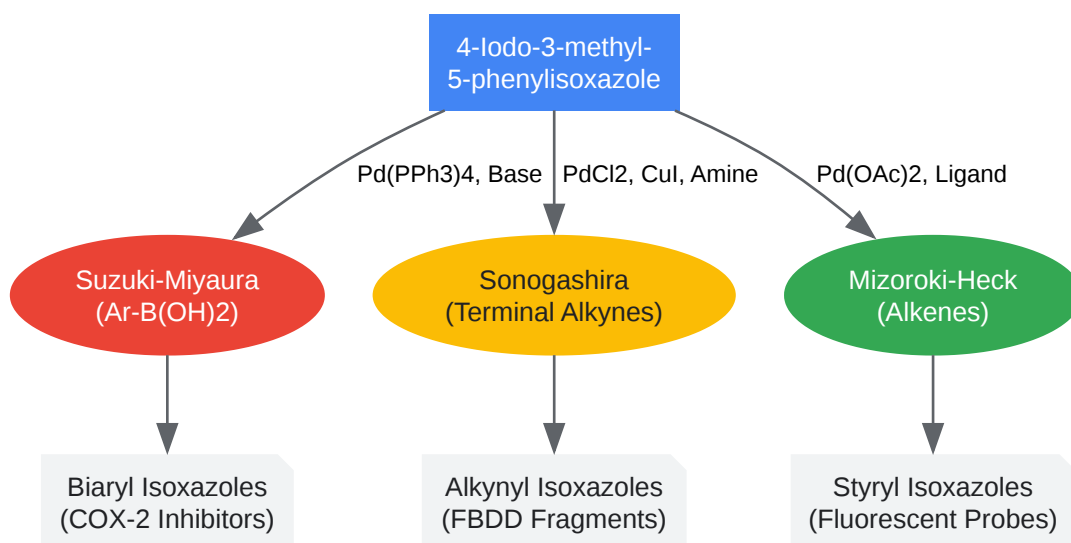 4-Iodo-3-methyl-
5-phenylisoxazole
Pd(PPh3)4, Base
PdCl2, CuI, Amine
Pd(OAc)2, Ligand
Suzuki-Miyaura
(Ar-B(OH)2)
Sonogashira
(Terminal Alkynes)
Mizoroki-Heck
(Alkenes)
Biaryl Isoxazoles
(COX-2 Inhibitors)
Alkynyl Isoxazoles
(FBDD Fragments)
Styryl Isoxazoles
(Fluorescent Probes)